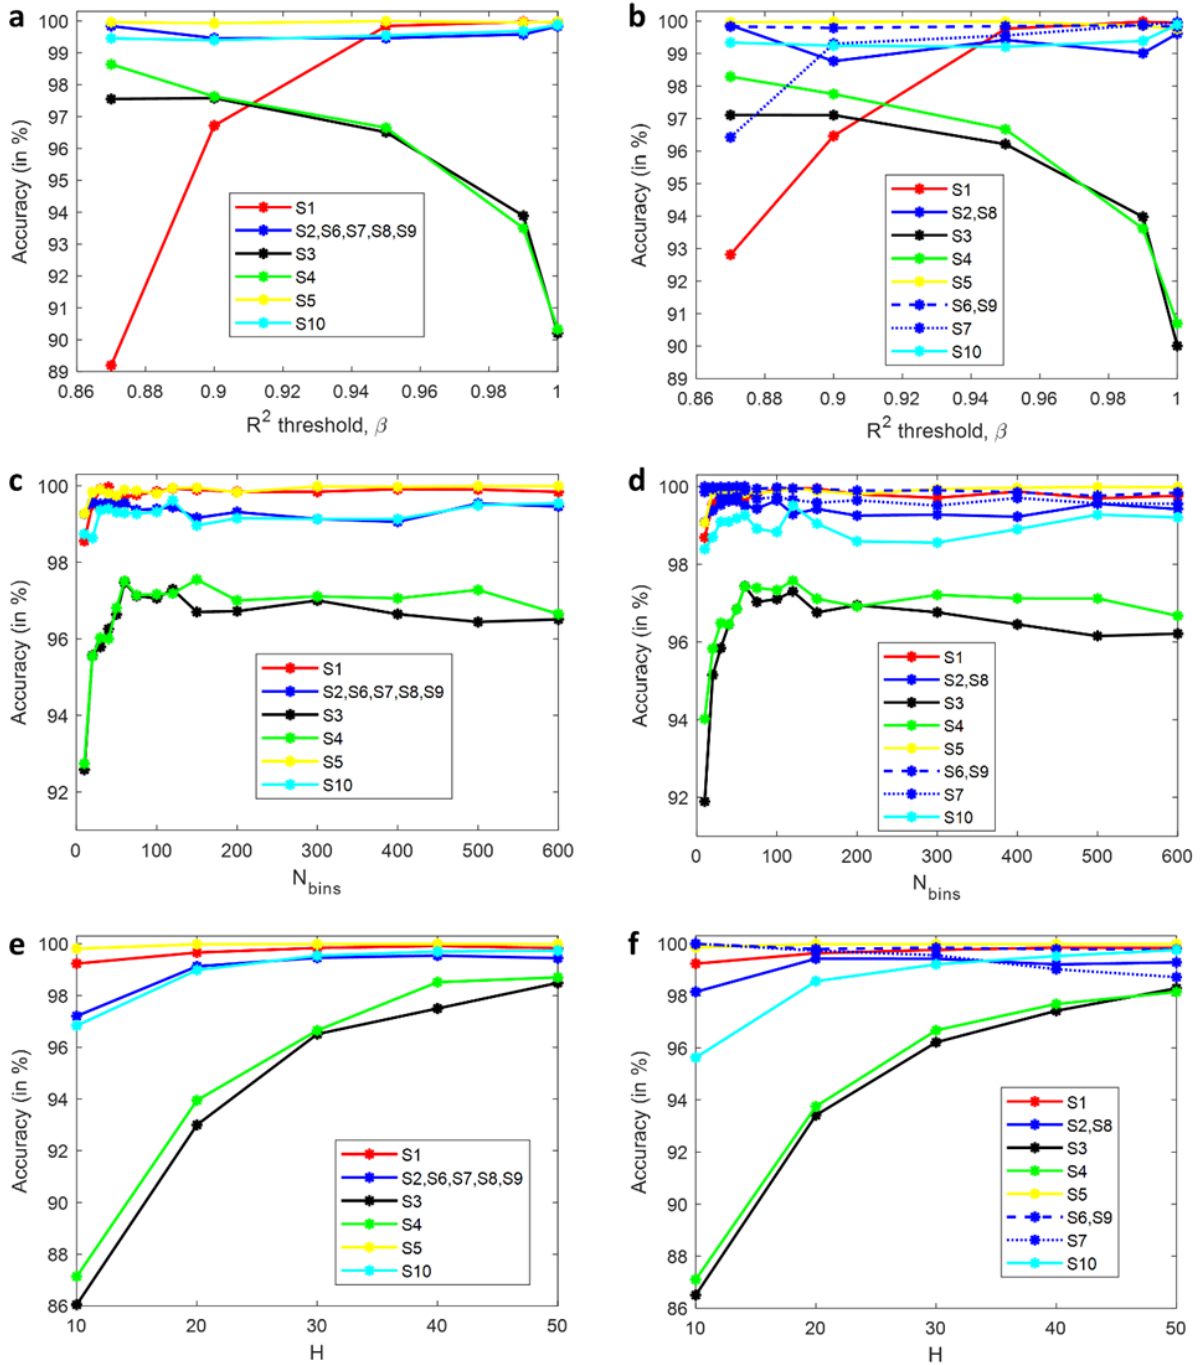 a
100
99
98
97
96
95
94
93
92
91
90
89
Accuracy (in %)
S1
S2,S6,S7,S8,S9
S3
S4
S5
S10
0.86
0.88
0.9
0.92
0.94
0.96
0.98
1
R² threshold, β
b
100
99
98
97
96
95
94
93
92
91
90
89
Accuracy (in %)
S1
S2,S8
S3
S4
S5
S6,S9
S7
S10
0.86
0.88
0.9
0.92
0.94
0.96
0.98
1
R² threshold, β
c
100
98
96
94
92
Accuracy (in %)
S1
S2,S6,S7,S8,S9
S3
S4
S5
S10
0
100
200
300
400
500
600
N_bins
d
100
98
96
94
92
Accuracy (in %)
S1
S2,S8
S3
S4
S5
S6,S9
S7
S10
0
100
200
300
400
500
600
N_bins
e
100
98
96
94
92
90
88
86
Accuracy (in %)
S1
S2,S6,S7,S8,S9
S3
S4
S5
S10
10
20
30
40
50
H
f
100
98
96
94
92
90
88
86
Accuracy (in %)
S1
S2,S8
S3
S4
S5
S6,S9
S7
S10
10
20
30
40
50
H